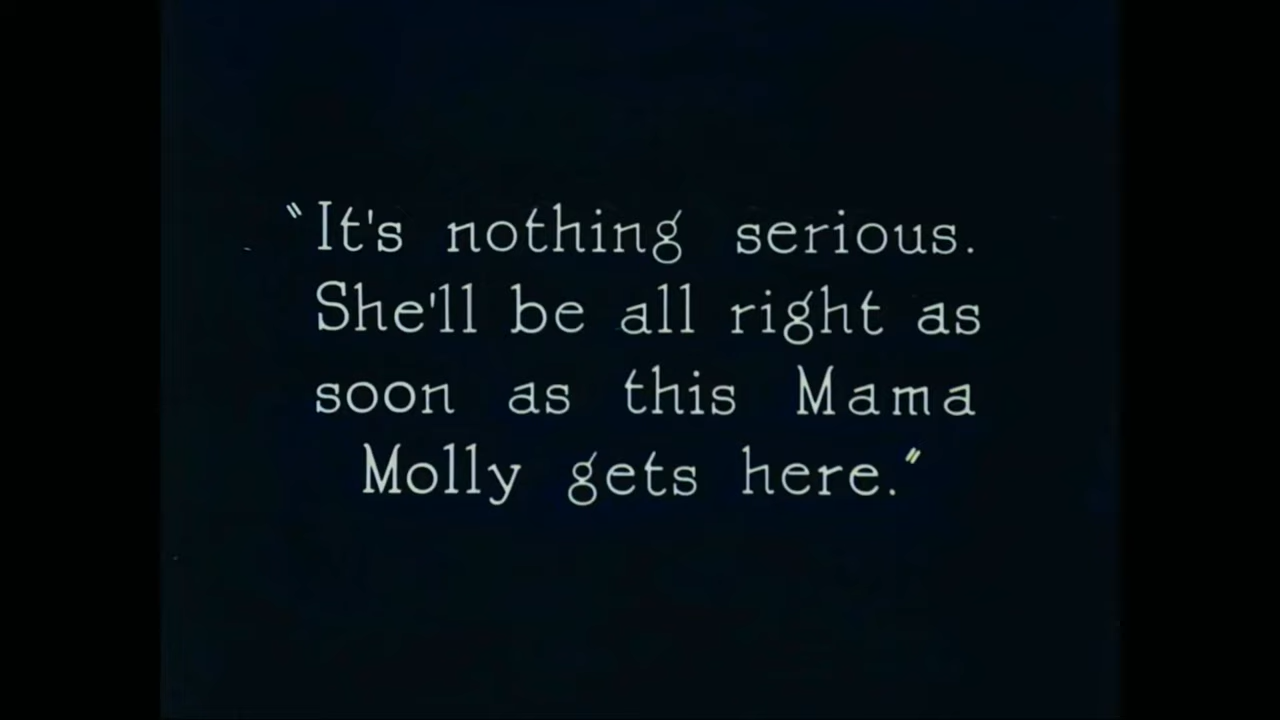 "It's nothing serious.
She'll be all right as
soon as this Mama
Molly gets here."